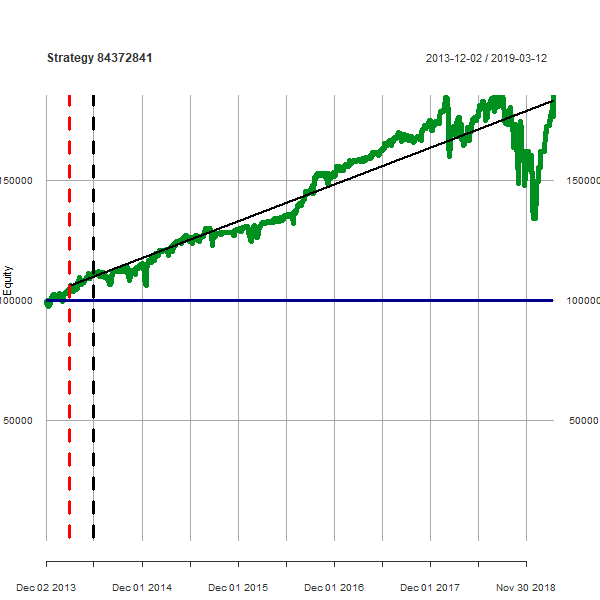 Strategy 84372841
2013-12-02 / 2019-03-12
150000
150000
Equity
100000
100000
50000
50000
Dec 02 2013
Dec 01 2014
Dec 01 2015
Dec 01 2016
Dec 01 2017
Nov 30 2018